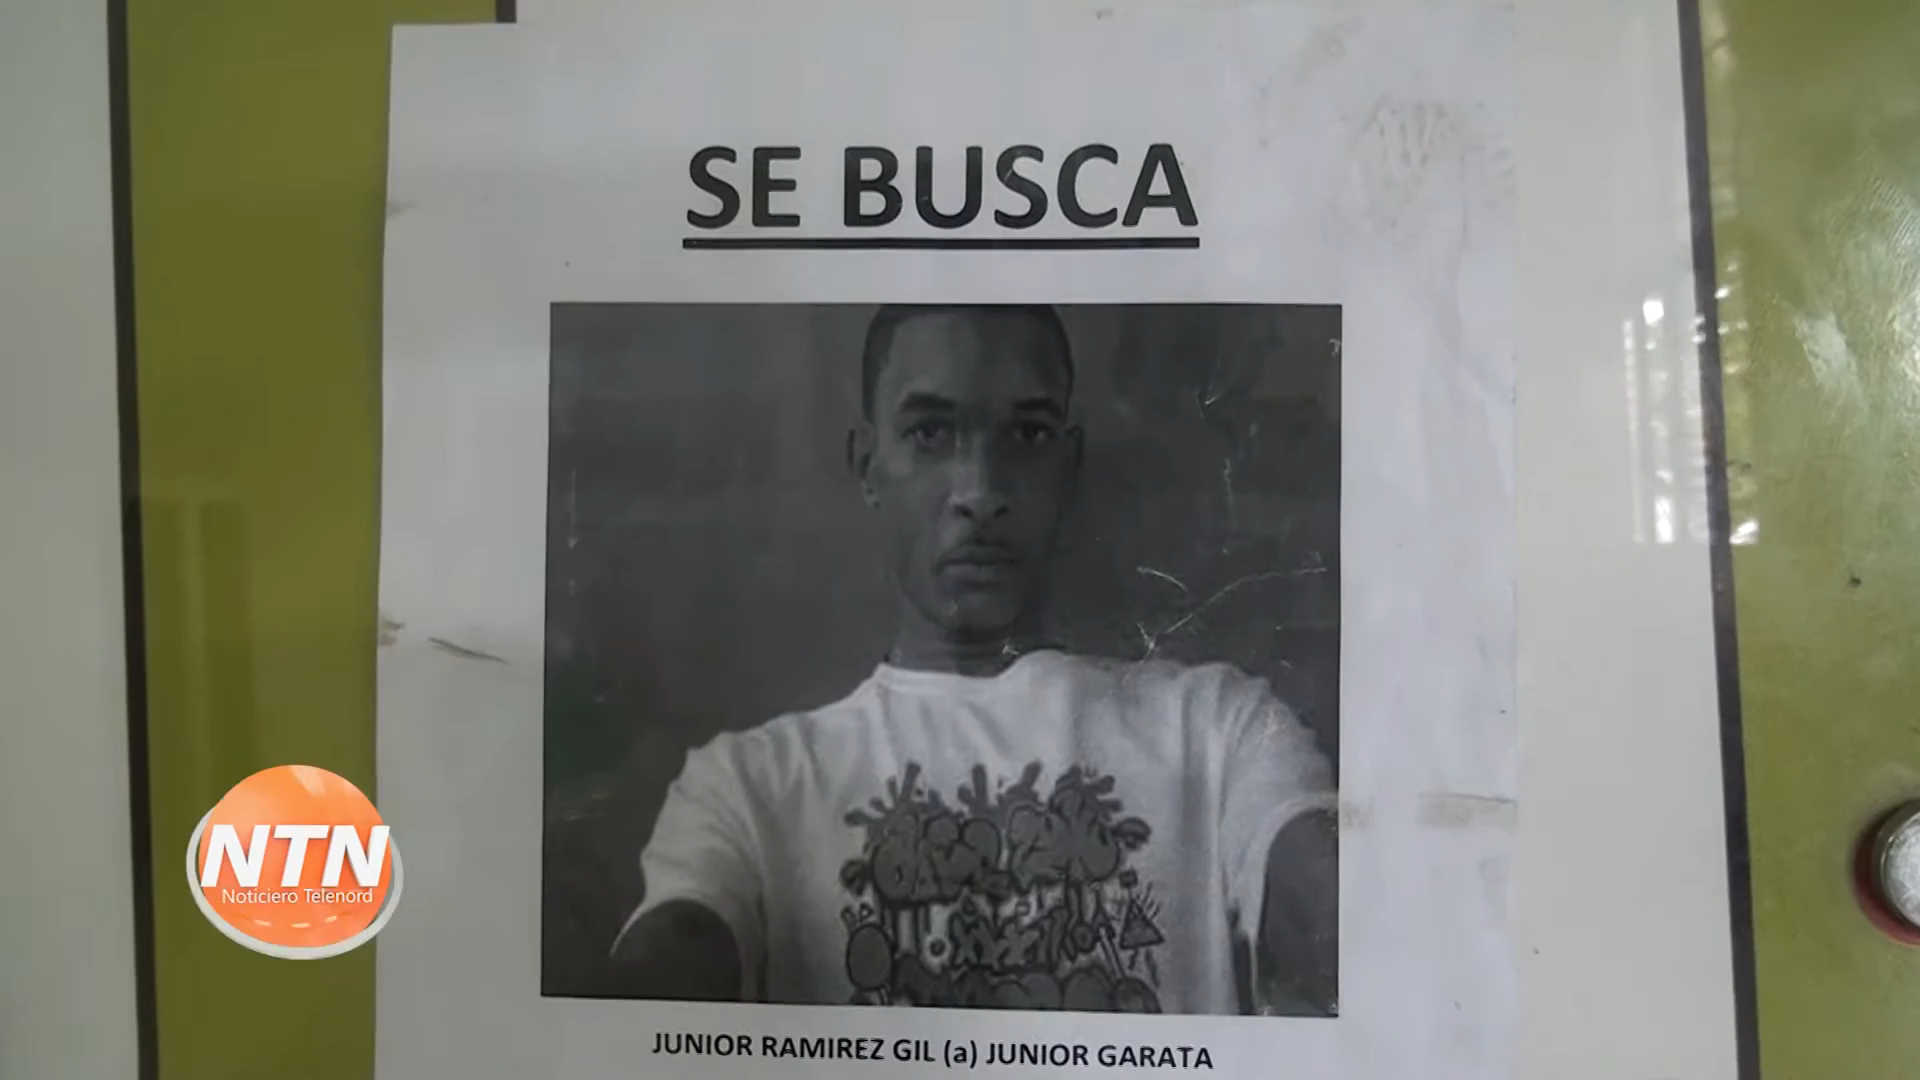 SE BUSCA
NTN
Noticiero Telenord
JUNIOR RAMIREZ GIL (a) JUNIOR GARATA